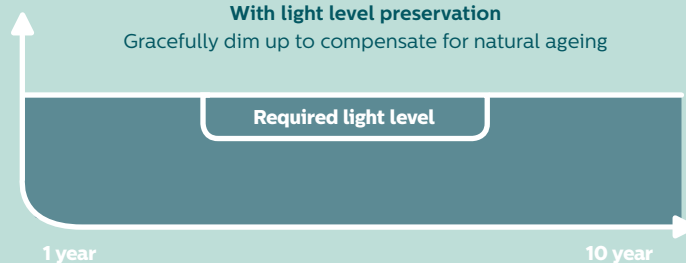 With light level preservation
Gracefully dim up to compensate for natural ageing
Required light level
1 year
10 year